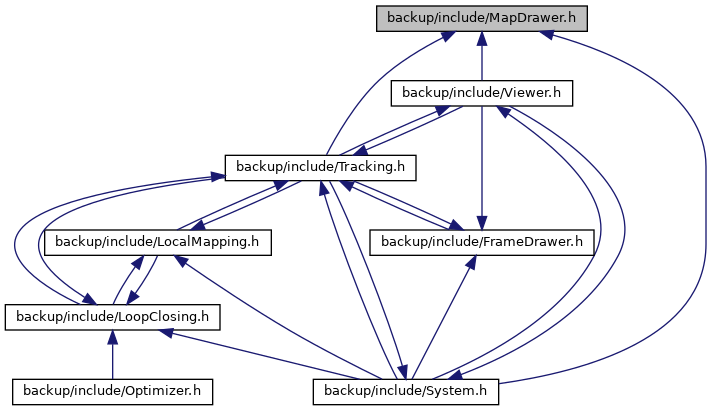 backup/include/MapDrawer.h
backup/include/Viewer.h
backup/include/Tracking.h
backup/include/LocalMapping.h
backup/include/FrameDrawer.h
backup/include/LoopClosing.h
backup/include/Optimizer.h
backup/include/System.h